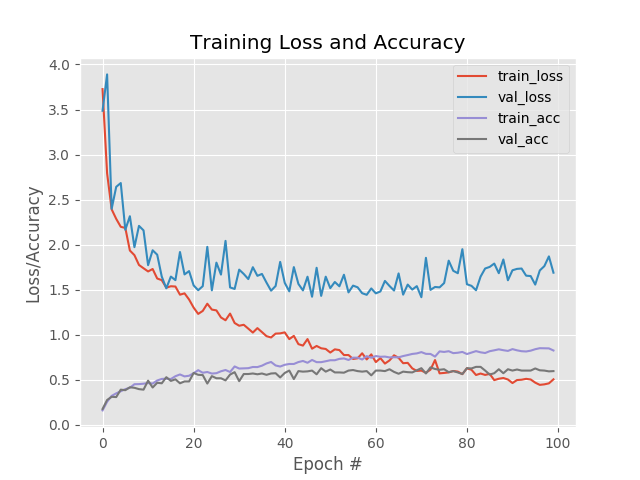 Training Loss and Accuracy
4.0
3.5
3.0
2.5
2.0
1.5
1.0
0.5
0.0
Loss/Accuracy
train_loss
val_loss
train_acc
val_acc
0 20 40 60 80 100
Epoch #